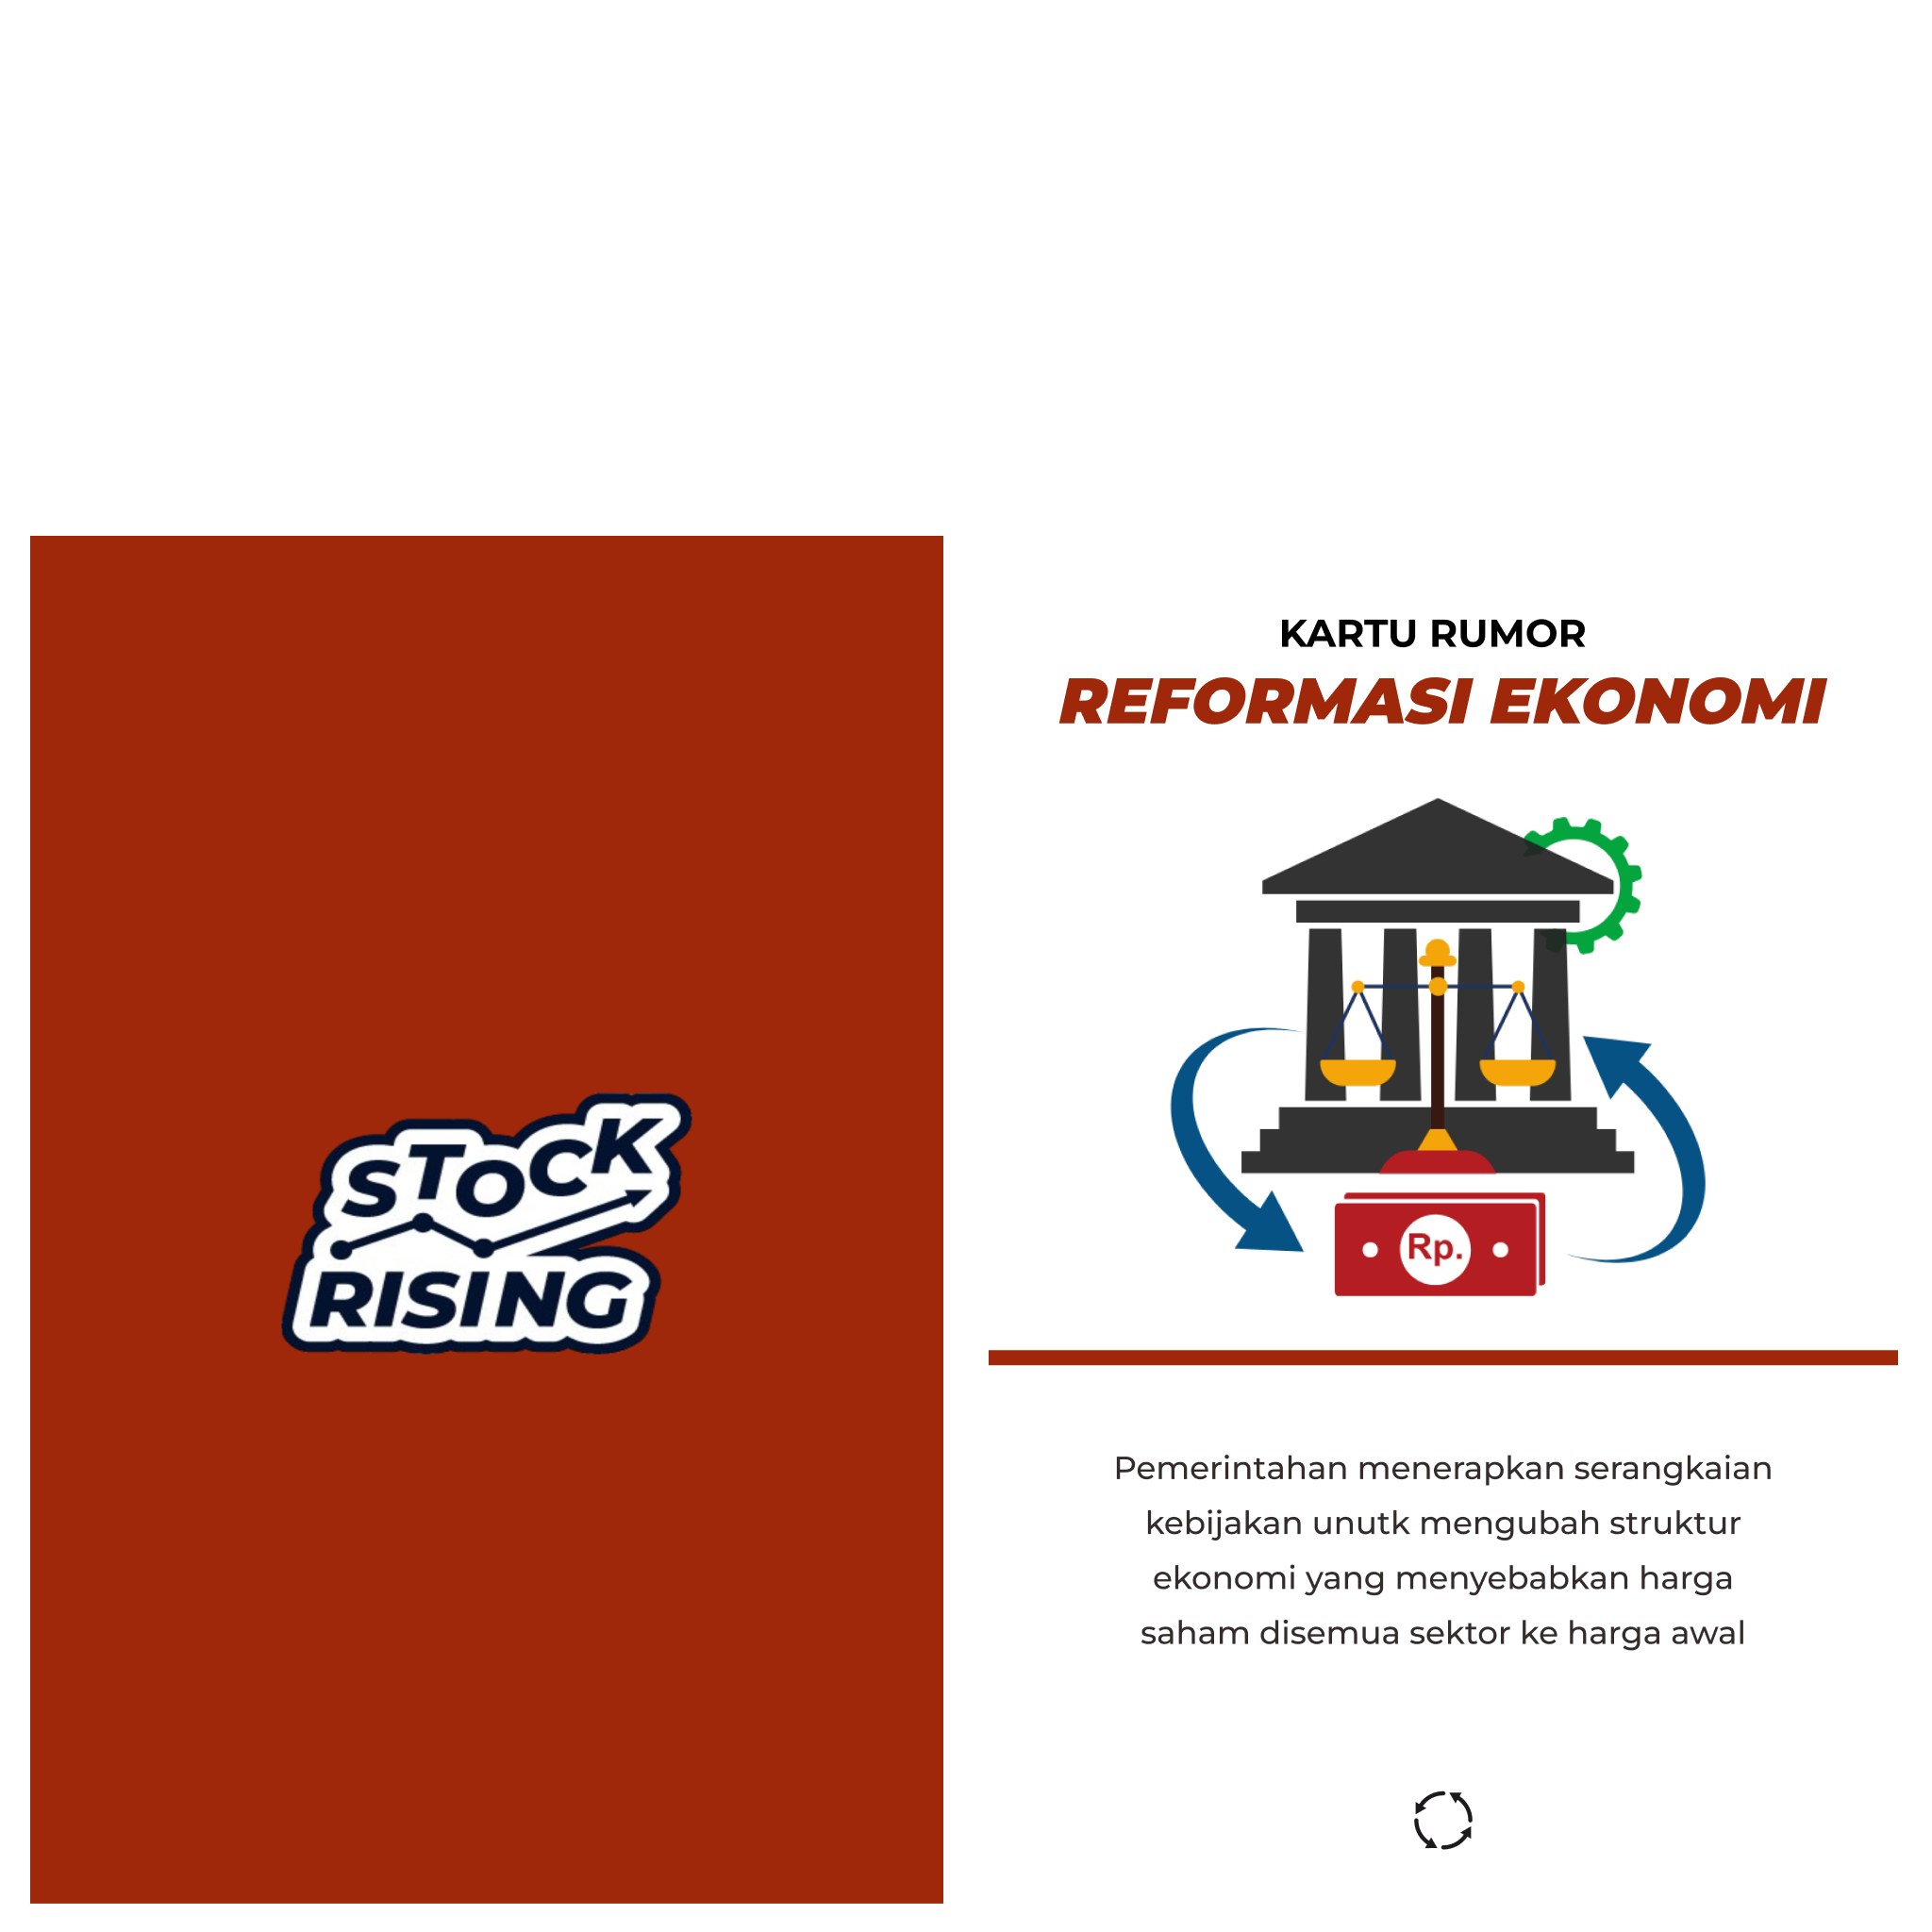 STOCK
RISING
KARTU RUMOR
REFORMASI EKONOMI
Rp.
Pemerintahan menerapkan serangkaian
kebijakan unutk mengubah struktur
ekonomi yang menyebabkan harga
saham disemua sektor ke harga awal